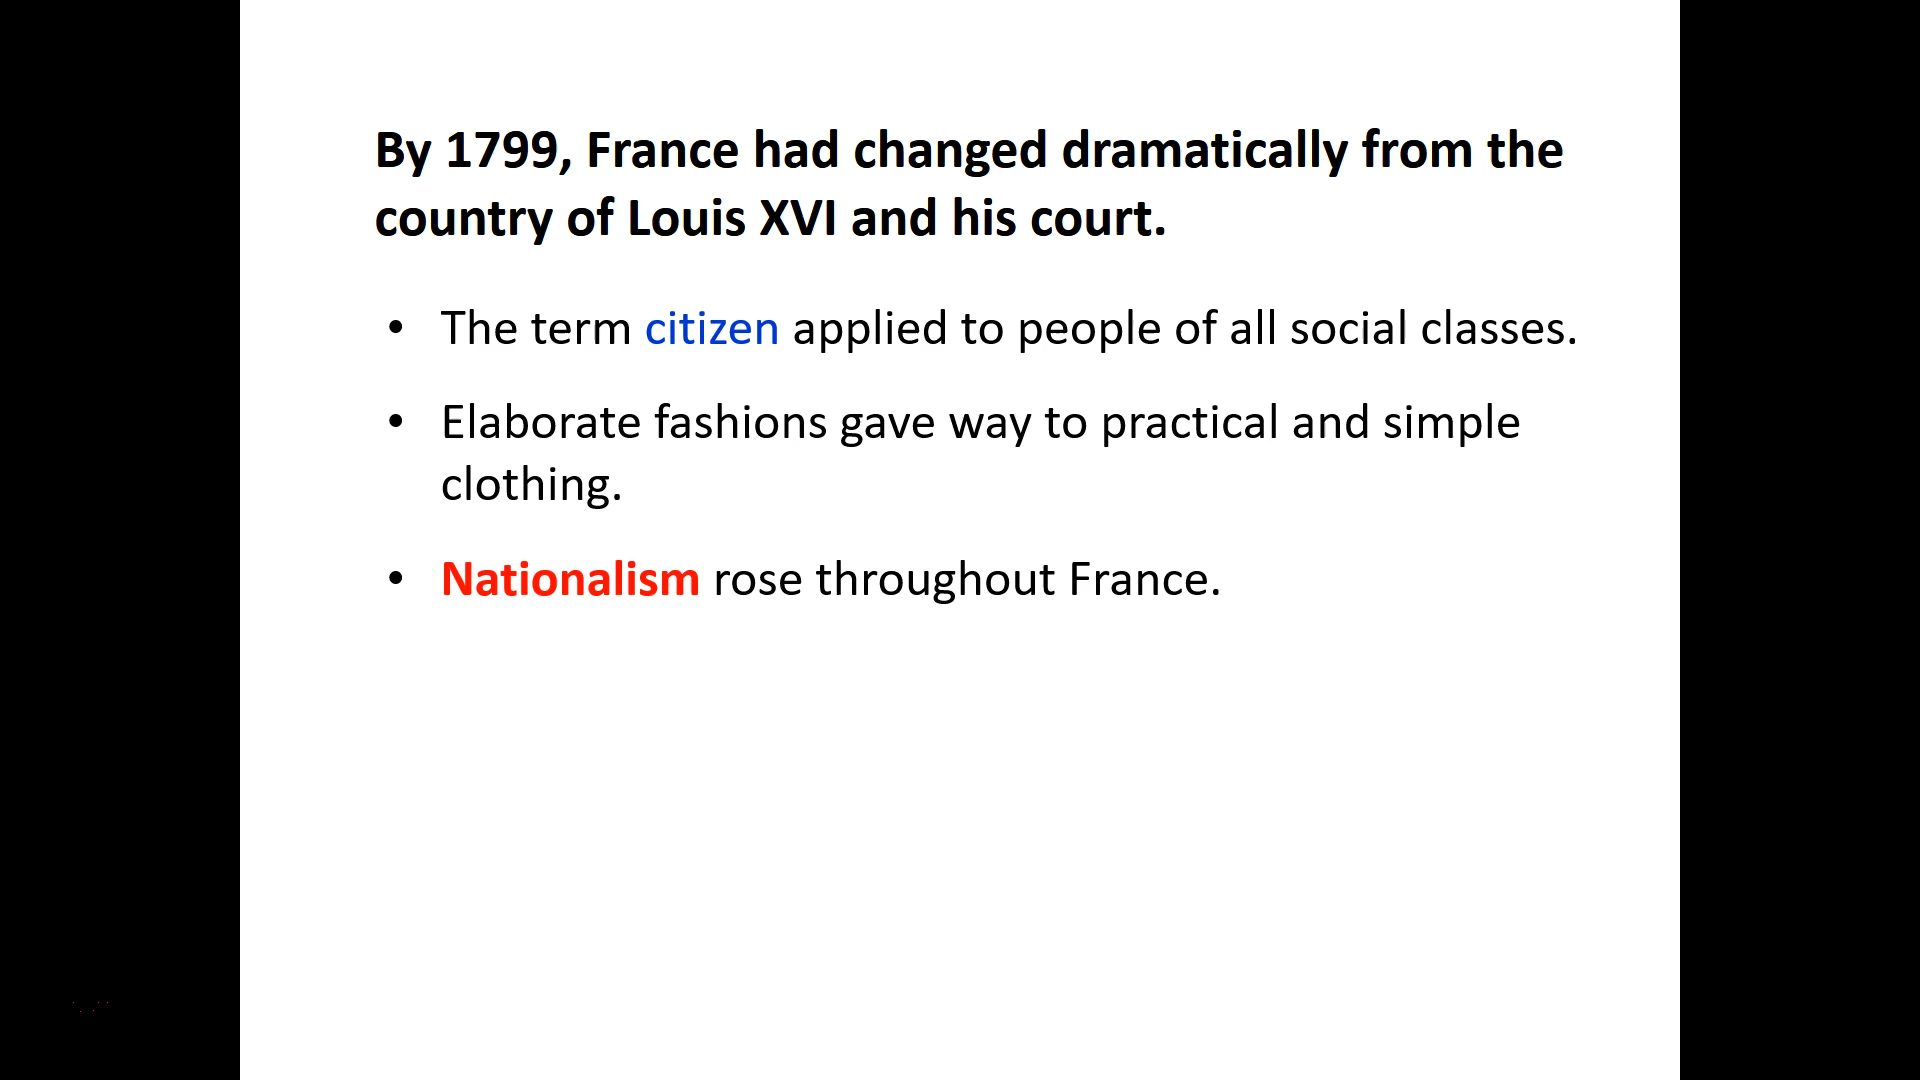 By 1799, France had changed dramatically from the
country of Louis XVI and his court.
• The term citizen applied to people of all social classes.
• Elaborate fashions gave way to practical and simple
clothing.
• Nationalism rose throughout France.